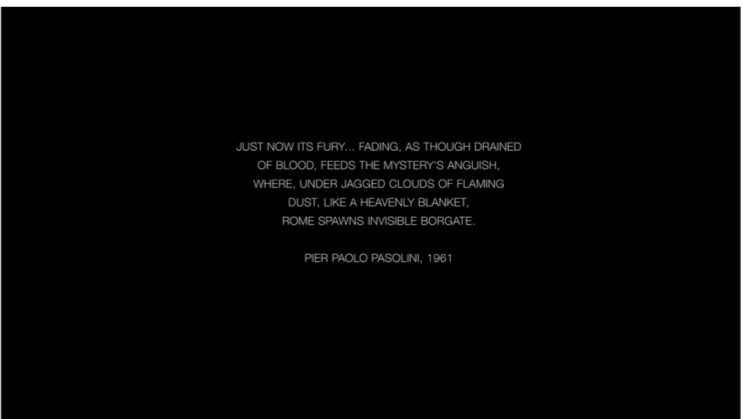 JUST NOW ITS FURY... FADING, AS THOUGH DRAINED
OF BLOOD, FEEDS THE MYSTERY'S ANGUISH,
WHERE, UNDER JAGGED CLOUDS OF FLAMING
DUST, LIKE A HEAVENLY BLANKET,
ROME SPAWNS INVISIBLE BORGATE.
PIER PAOLO PASOLINI, 1961